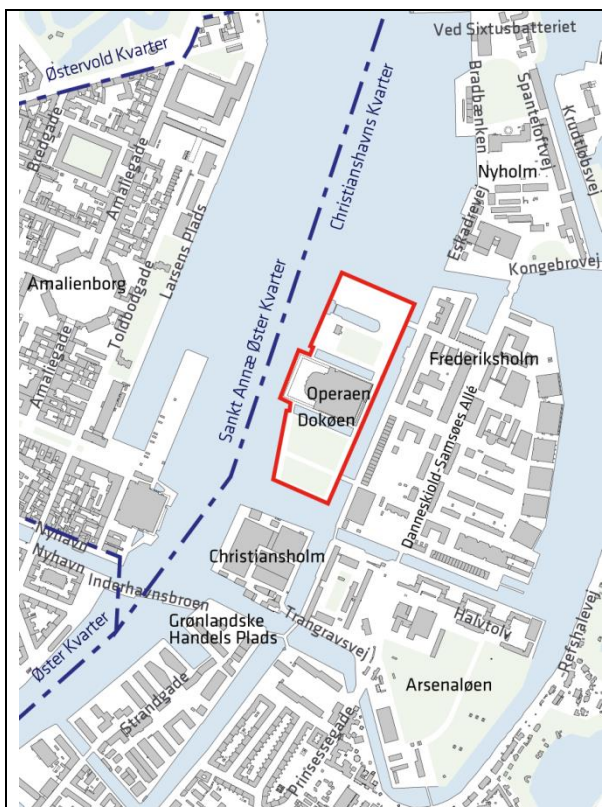 Østervold Kvarter
Ved Sixtusbatteriet
Bredgade
Amaliegade
Christianshavns Kvarter
Bradbænken
Spanteloftvej
Krudtløbsvej
Nyholm
Larsens Plads
Eskadrevej
Kongebrovej
Amalienborg
Toldbodgade
Sankt Annæ Øster Kvarter
Amaliegade
Frederiksholm
Operaen
Dokøen
Danneskiold-Samsøes Allé
Nyhavn
Nyhavn
Inderhavnsbroen
Christiansholm
Øster Kvarter
Grønlandske
Handels Plads
Trangravsvej
Halvtolv
Refshalevej
Strandgade
Arsenaløen
Prinsessegade